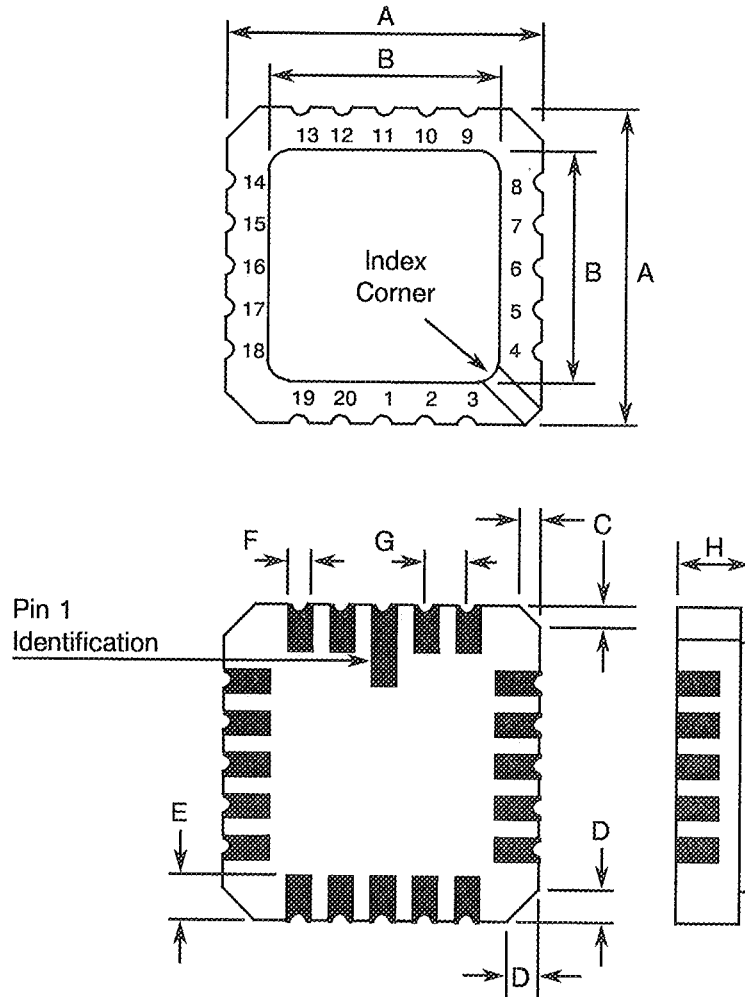 A
B
13 12 11 10 9
14 8
15 7
16 6
17 5
18 4
Index
Corner
B
A
19 20 1 2 3
C
F
G
H
Pin 1
Identification
E
D
D